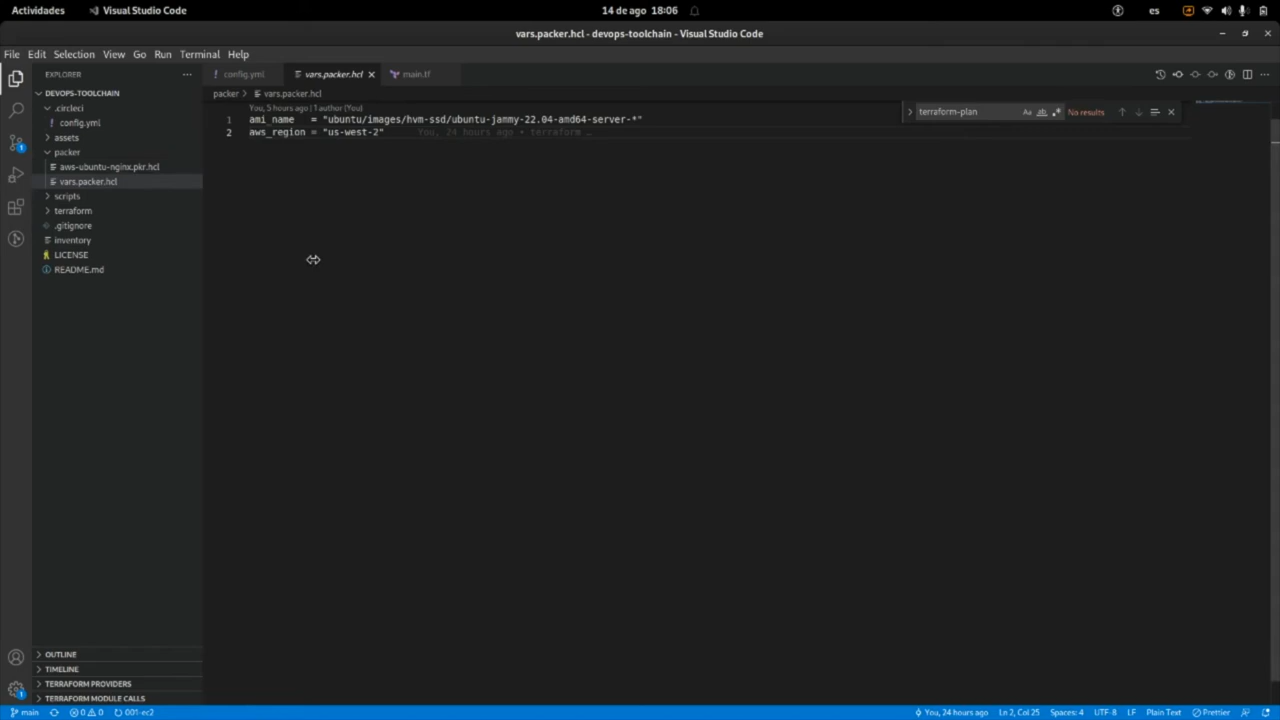 Actividades
Visual Studio Code
14 de ago 18:06
es
vars.packer.hcl - devops-toolchain - Visual Studio Code
File Edit Selection View Go Run Terminal Help
EXPLORER
config.yml
vars.packer.hcl
main.tf
DEVOPS-TOOLCHAIN
packer > vars.packer.hcl
.circleci
config.yml
assets
packer
aws-ubuntu-nginx.pkr.hcl
vars.packer.hcl
scripts
terraform
.gitignore
inventory
LICENSE
README.md
You, 5 hours ago | 1 author (You)
1 ami_name = "ubuntu/images/hvm-ssd/ubuntu-jammy-22.04-amd64-server-*"
2 aws_region = "us-west-2" You, 24 hours ago • terraform …
terraform-plan
Aa
ab
No results
OUTLINE
TIMELINE
TERRAFORM PROVIDERS
TERRAFORM MODULE CALLS
1
1
main
0 0
001-ec2
You, 24 hours ago
Ln 2, Col 25
Spaces: 4
UTF-8
LF
Plain Text
Prettier